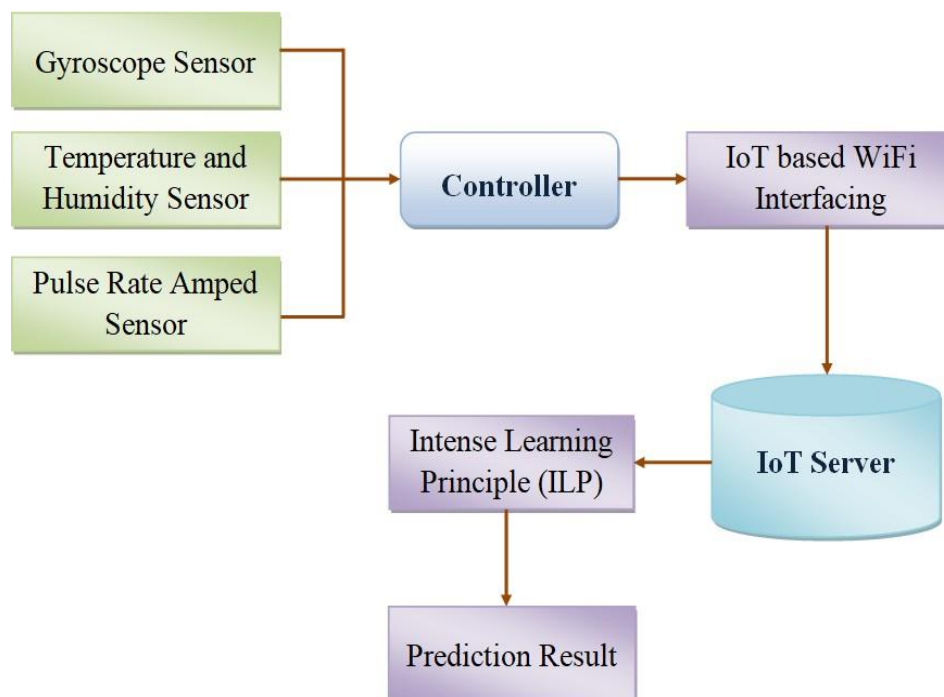 Gyroscope Sensor
Temperature and
Humidity Sensor
Pulse Rate Amped
Sensor
Controller
IoT based WiFi
Interfacing
IoT Server
Intense Learning
Principle (ILP)
Prediction Result